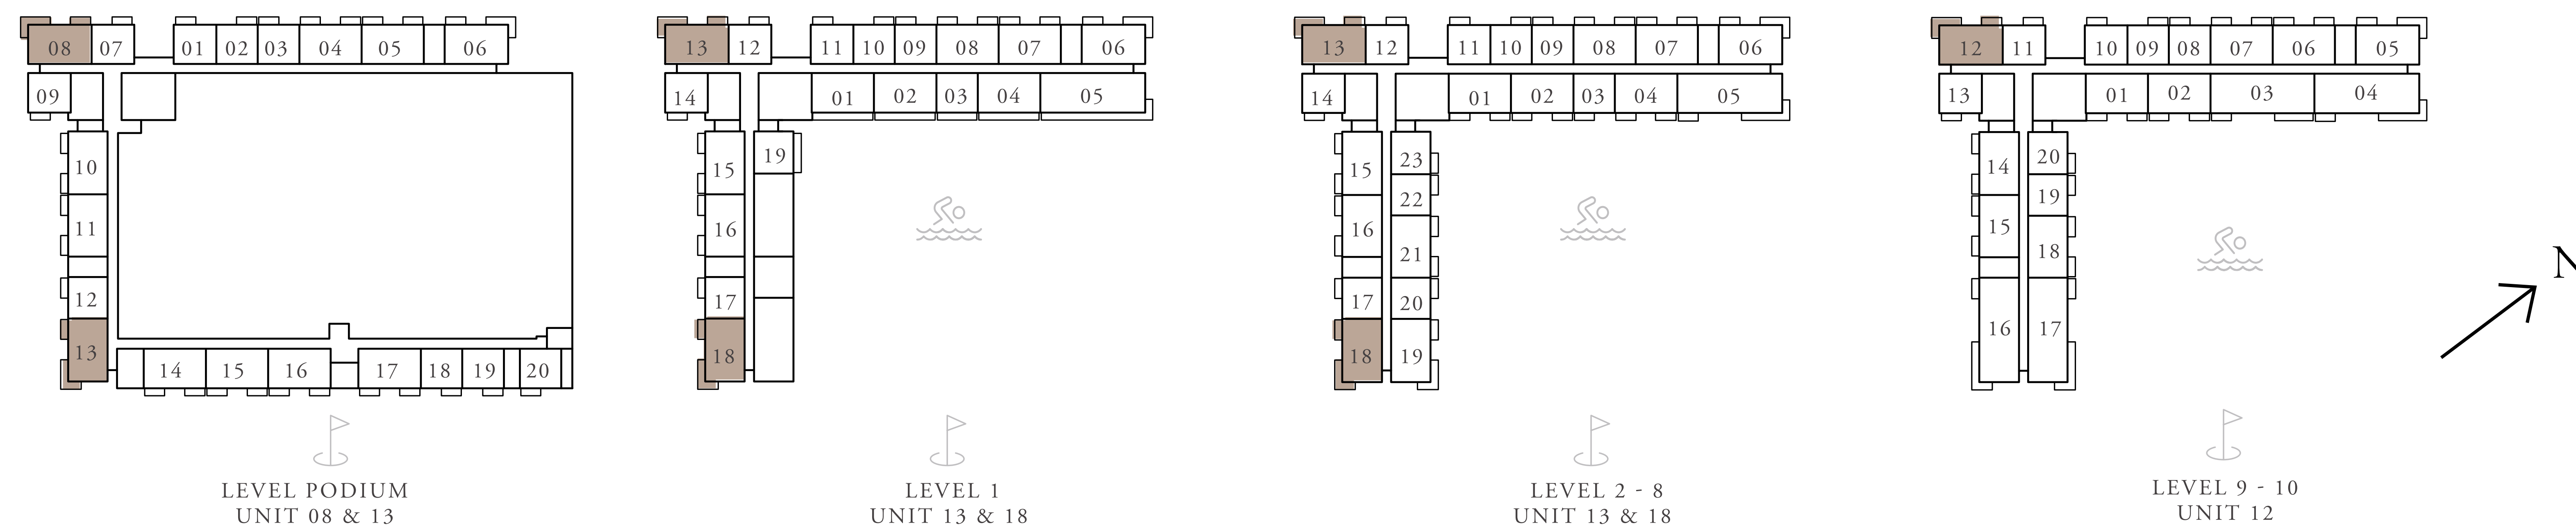 08 07 01 02 03 04 05 06
09
10
11
12
13
14 15 16 17 18 19 20
LEVEL PODIUM
UNIT 08 & 13
13 12 11 10 09 08 07 06
14 01 02 03 04 05
19
15
16
17
18
LEVEL 1
UNIT 13 & 18
13 12 11 10 09 08 07 06
14 01 02 03 04 05
15 23
22
16
21
17 20
18 19
LEVEL 2 - 8
UNIT 13 & 18
12 11 10 09 08 07 06 05
13 01 02 03 04
14 20
19
15
18
16 17
LEVEL 9 - 10
UNIT 12
N